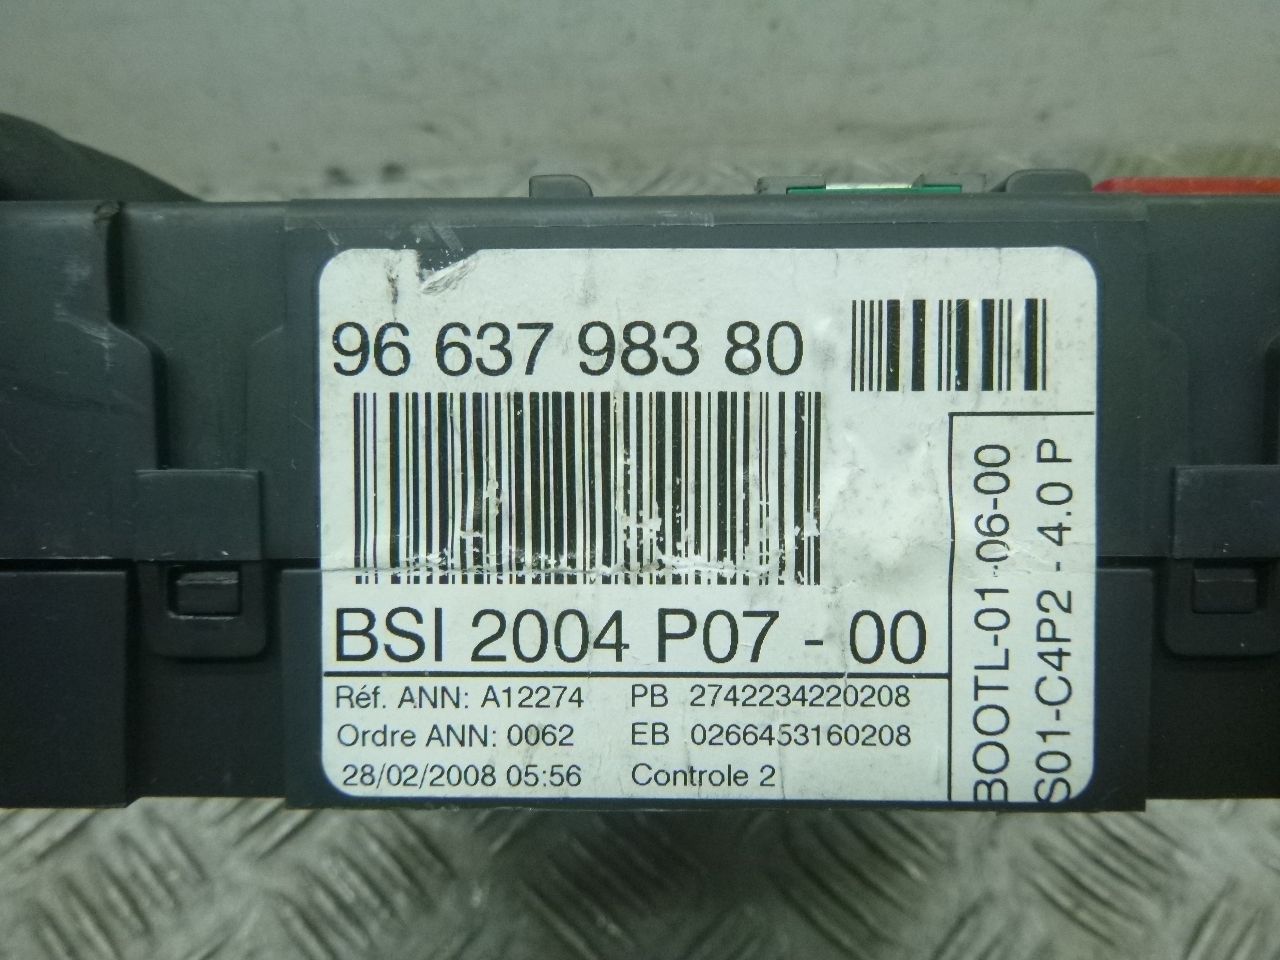 96 637 983 80
BSI 2004 P07 - 00
Réf. ANN: A12274 PB 2742234220208
Ordre ANN: 0062 EB 0266453160208
28/02/2008 05:56 Controle 2
BOOTL-01-06-00
S01-C4P2 - 4.0 P